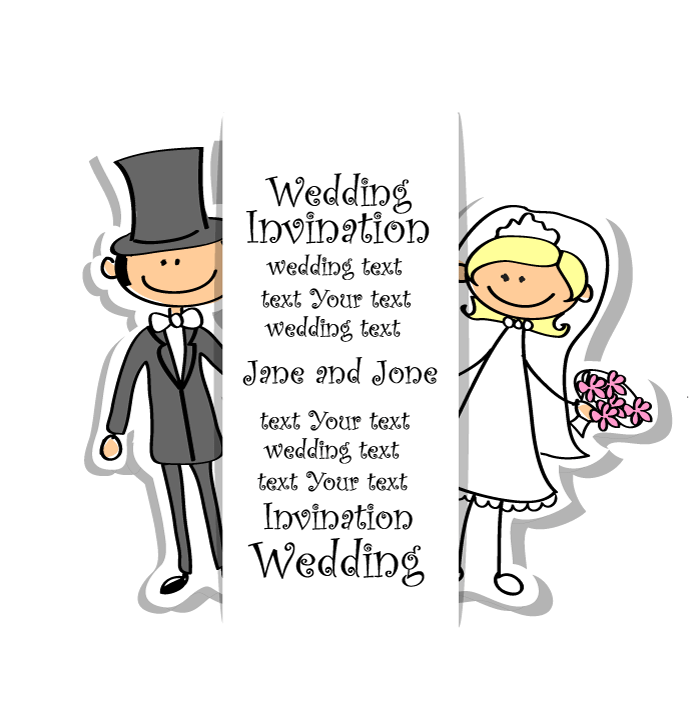 Wedding
Invination
wedding text
text Your text
wedding text
Jane and Jone
text Your text
wedding text
text Your text
Invination
Wedding